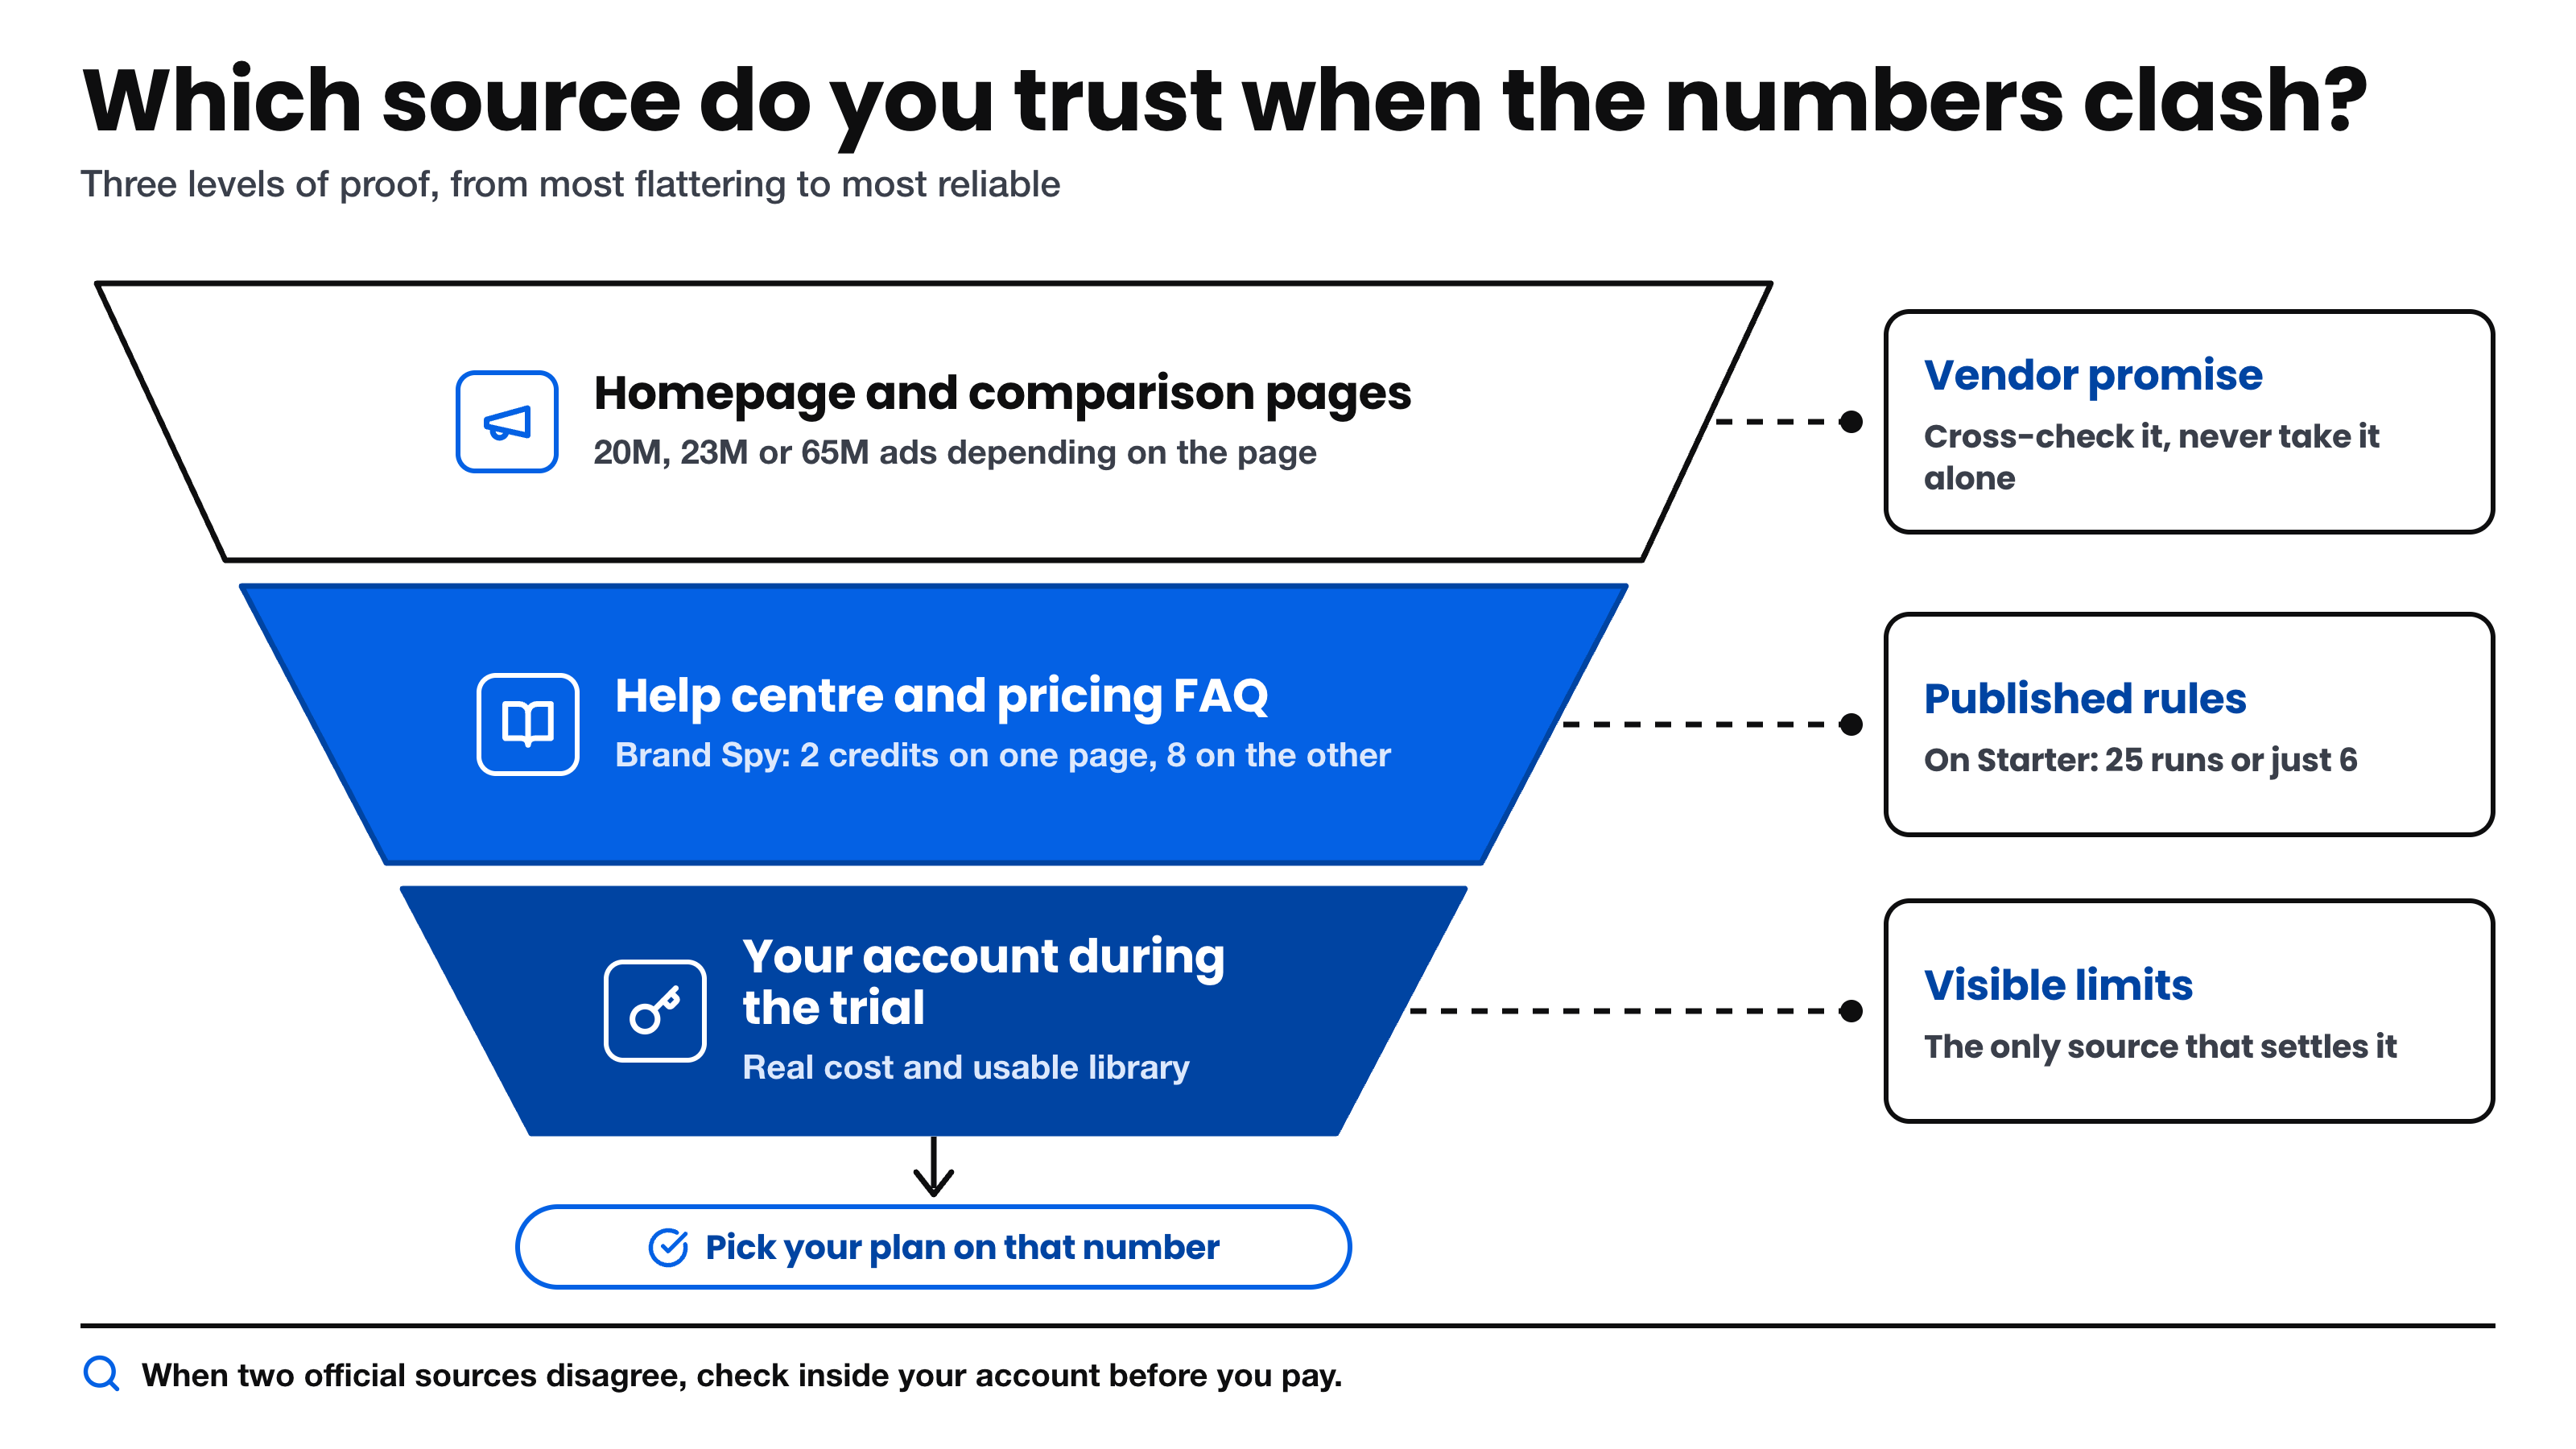 Which source do you trust when the numbers clash?
Three levels of proof, from most flattering to most reliable
Homepage and comparison pages
20M, 23M or 65M ads depending on the page
Vendor promise
Cross-check it, never take it
alone
Help centre and pricing FAQ
Brand Spy: 2 credits on one page, 8 on the other
Published rules
On Starter: 25 runs or just 6
Your account during
the trial
Real cost and usable library
Visible limits
The only source that settles it
Pick your plan on that number
When two official sources disagree, check inside your account before you pay.